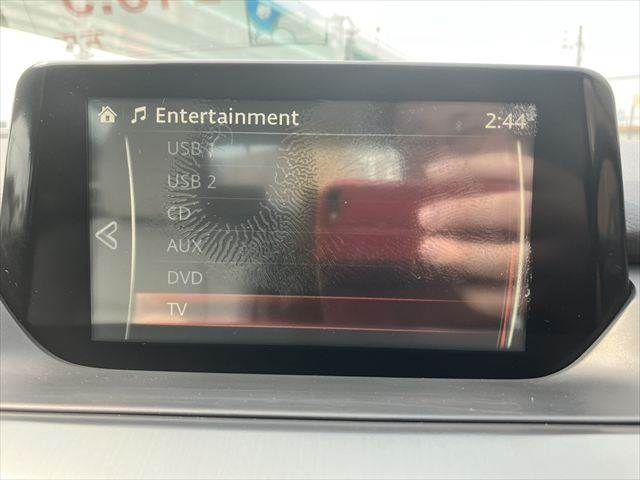 Entertainment 2:44
USB 1
USB 2
CD
AUX
DVD
TV